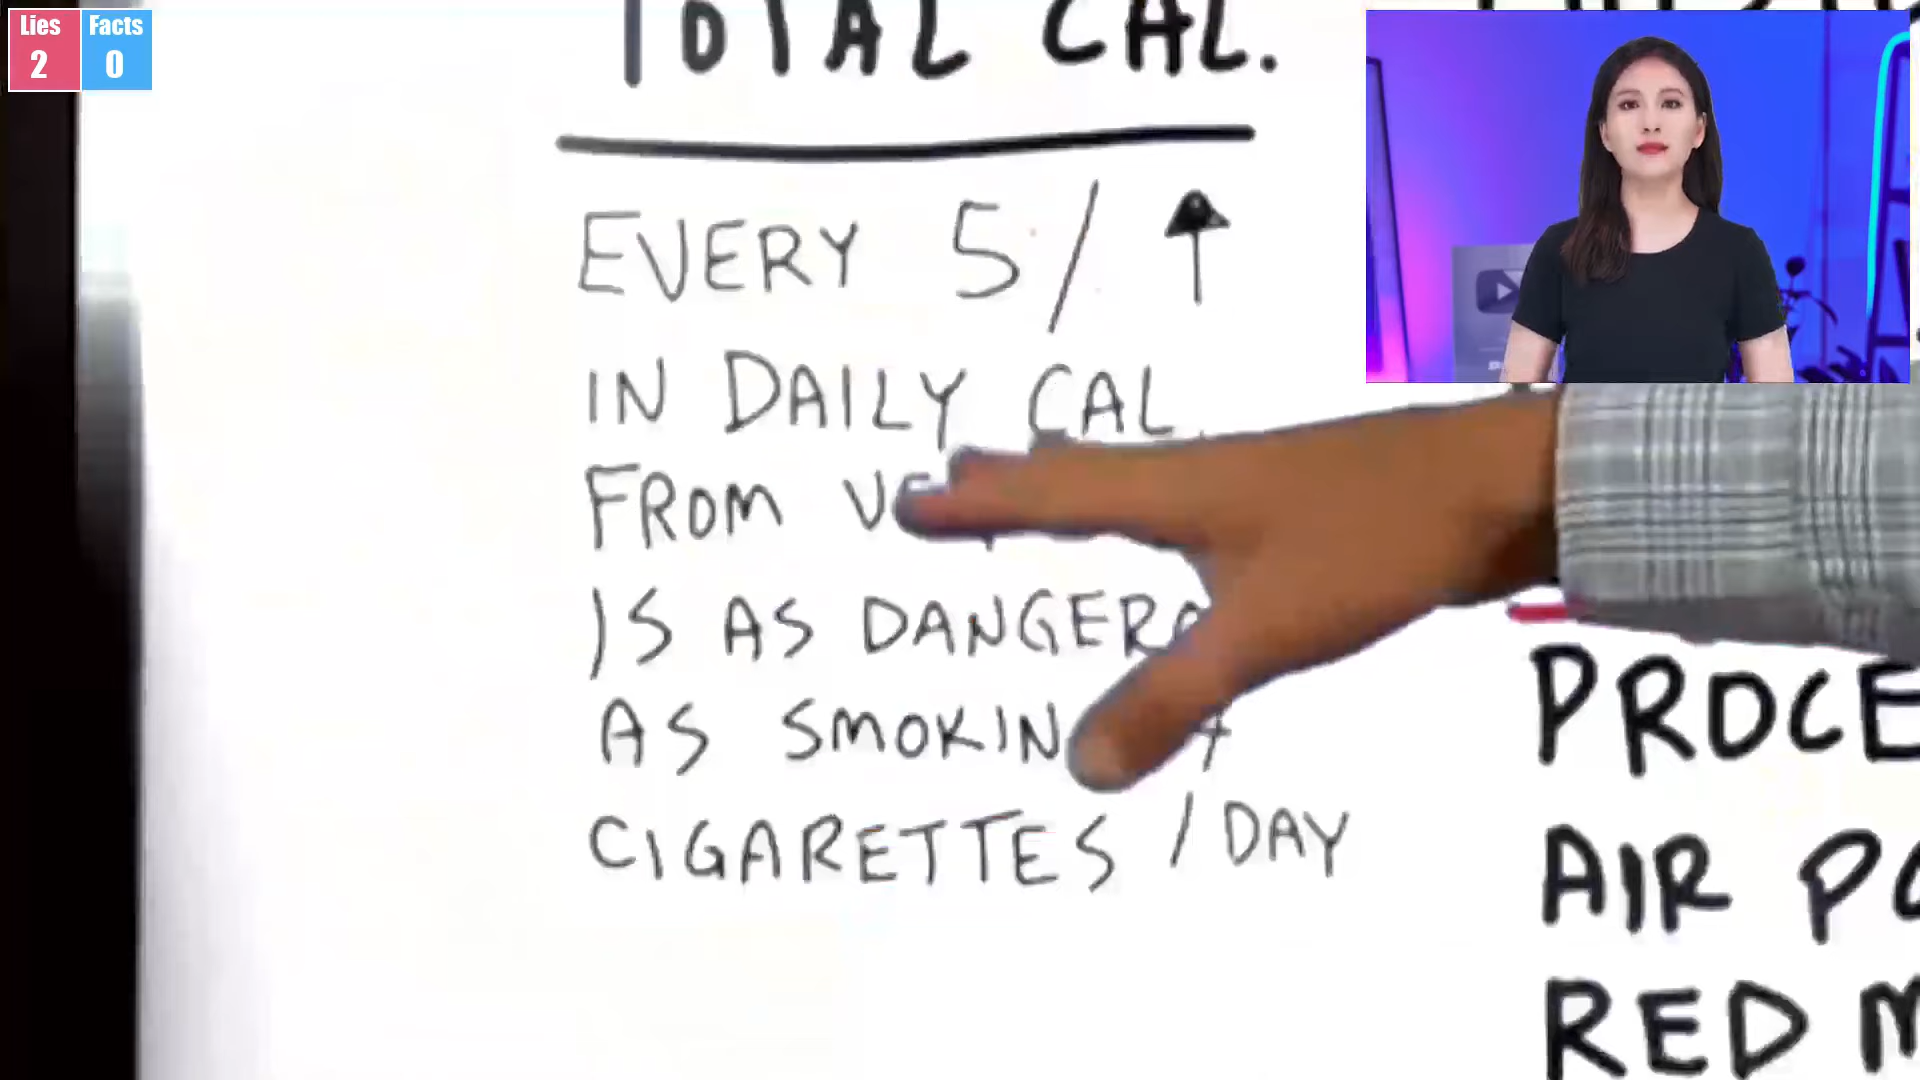 Lies
2
Facts
0
TOTAL CAL.
EVERY 5/ ↑
IN DAILY CAL.
FROM
IS AS DANGERO
AS SMOKIN
CIGARETTES / DAY
PROCE
AIR
RED